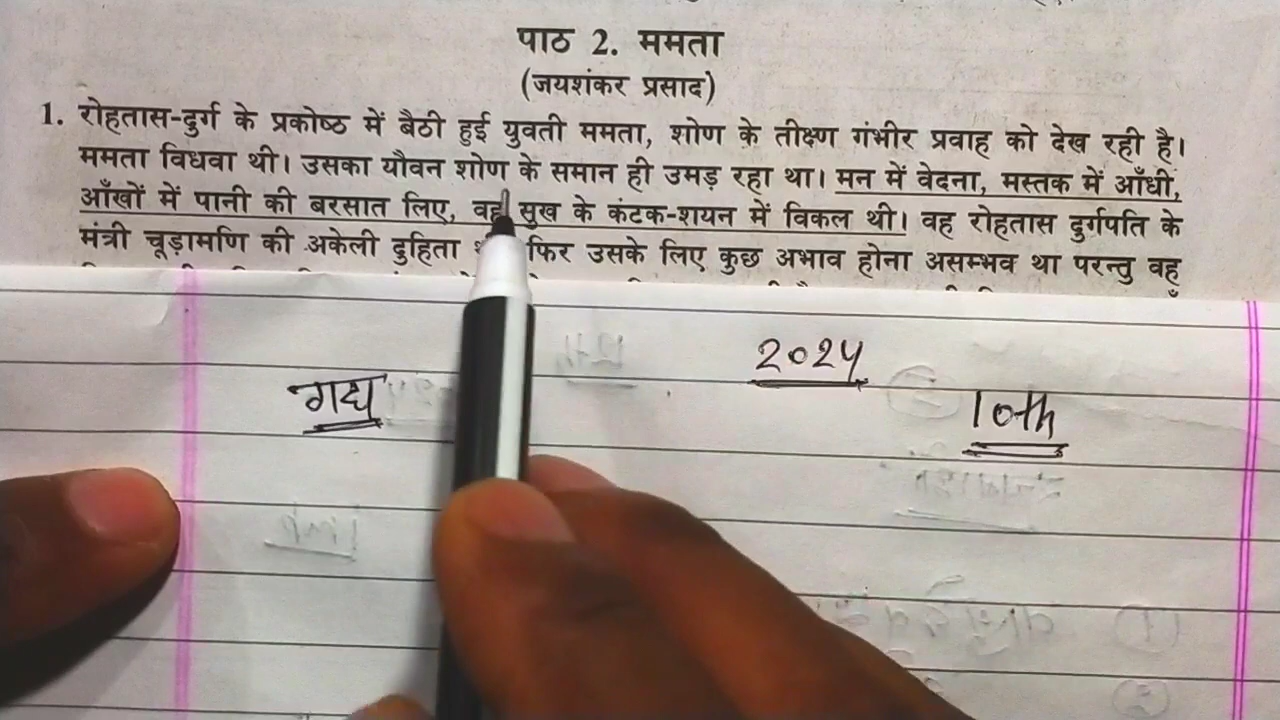 पाठ 2. ममता
(जयशंकर प्रसाद)
1. रोहतास-दुर्ग के प्रकोष्ठ में बैठी हुई युवती ममता, शोण के तीक्ष्ण गंभीर प्रवाह को देख रही है।
ममता विधवा थी। उसका यौवन शोण के समान ही उमड़ रहा था। मन में वेदना, मस्तक में आँधी,
आँखों में पानी की बरसात लिए, वह सुख के कंटक-शयन में विकल थी। वह रोहतास दुर्गपति के
मंत्री चूड़ामणि की अकेली दुहिता फिर उसके लिए कुछ अभाव होना असम्भव था परन्तु वह
2024
गद्य
10th